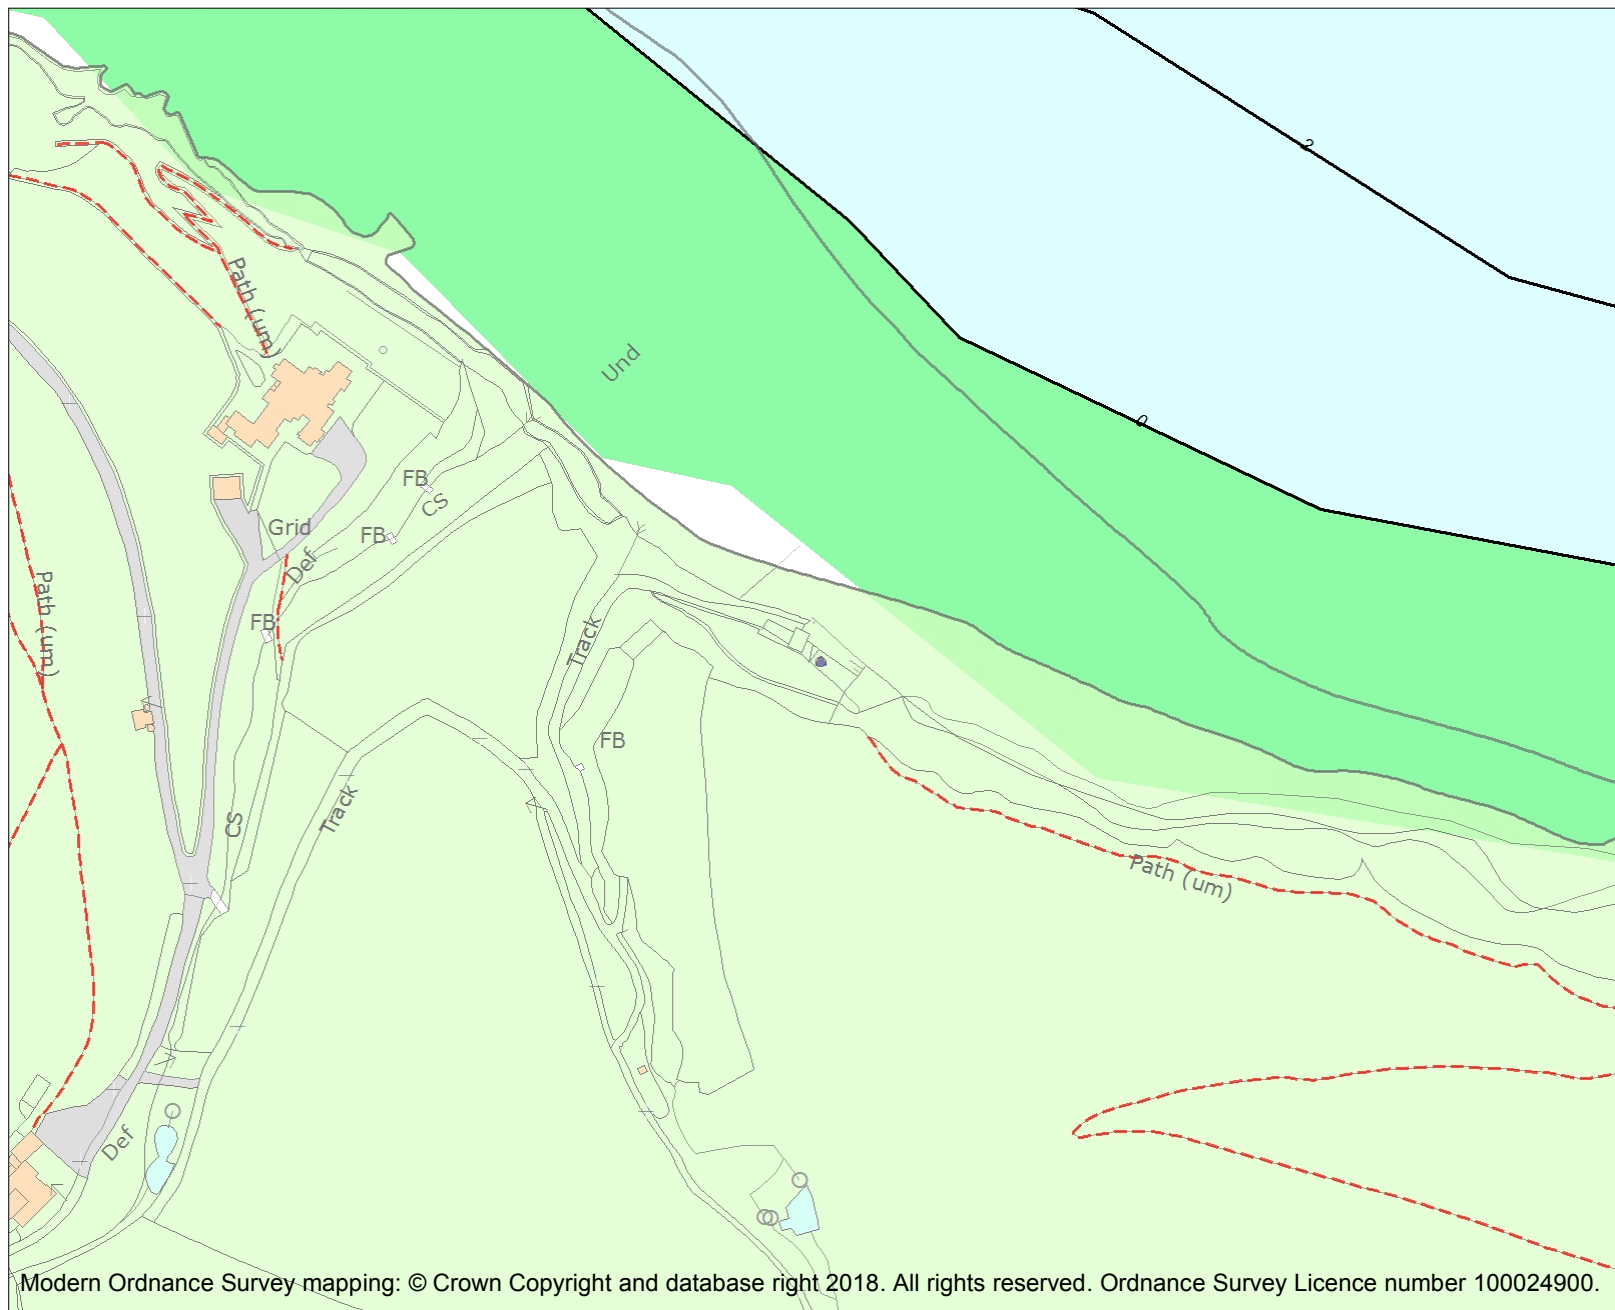 2
Path (um)
Und
0
FB
CS
Grid
FB
Def
Path (um)
FB
Track
FB
Track
CS
Path (um)
Def
Modern Ordnance Survey mapping: © Crown Copyright and database right 2018. All rights reserved. Ordnance Survey Licence number 100024900.